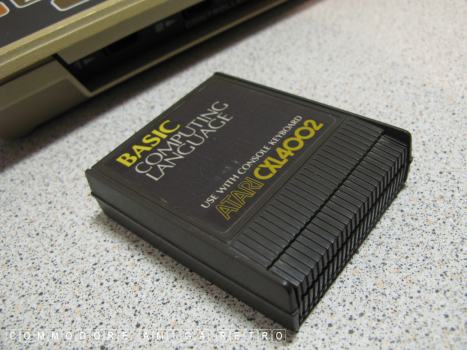 BASIC
COMPUTING
LANGUAGE
USE WITH CONSOLE KEYBOARD
ATARI CXL4002
COMMODORE AMIGA RETRO